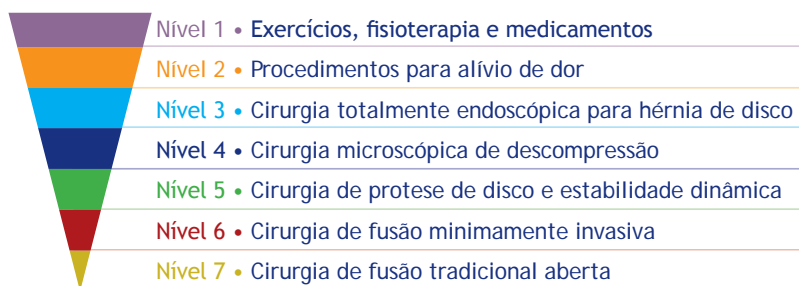 Nível 1 • Exercícios, fisioterapia e medicamentos
Nível 2 • Procedimentos para alívio de dor
Nível 3 • Cirurgia totalmente endoscópica para hérnia de disco
Nível 4 • Cirurgia microscópica de descompressão
Nível 5 • Cirurgia de protese de disco e estabilidade dinâmica
Nível 6 • Cirurgia de fusão minimamente invasiva
Nível 7 • Cirurgia de fusão tradicional aberta